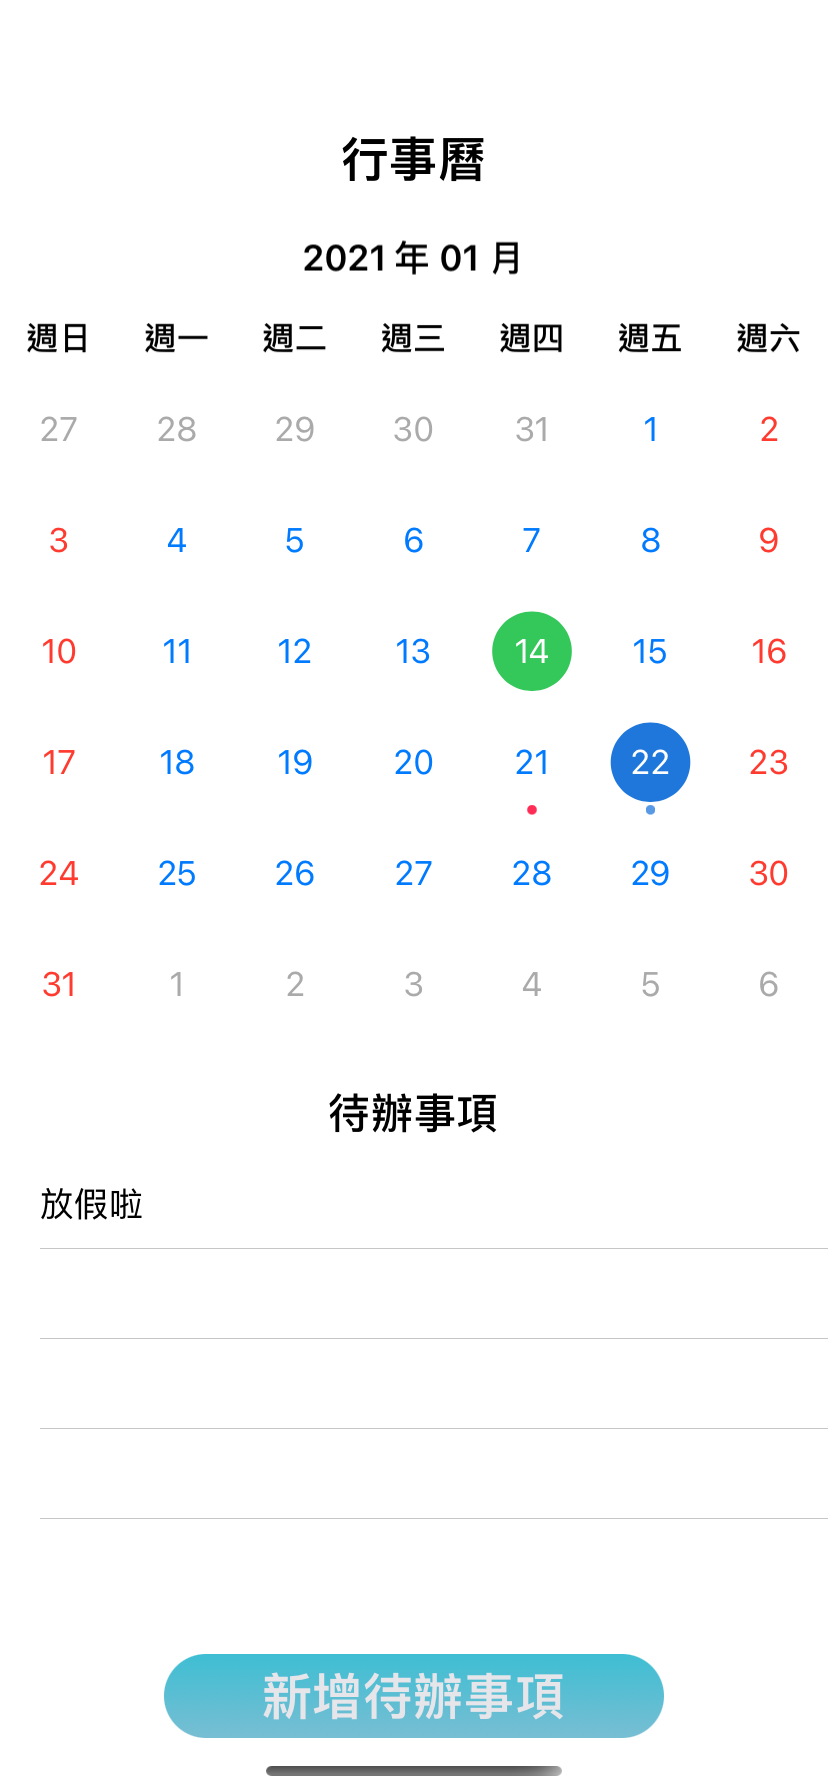 行事曆
2021 年 01 月
週日 週一 週二 週三 週四 週五 週六
27 28 29 30 31 1 2
3 4 5 6 7 8 9
10 11 12 13 14 15 16
17 18 19 20 21 22 23
24 25 26 27 28 29 30
31 1 2 3 4 5 6
待辦事項
放假啦
新增待辦事項